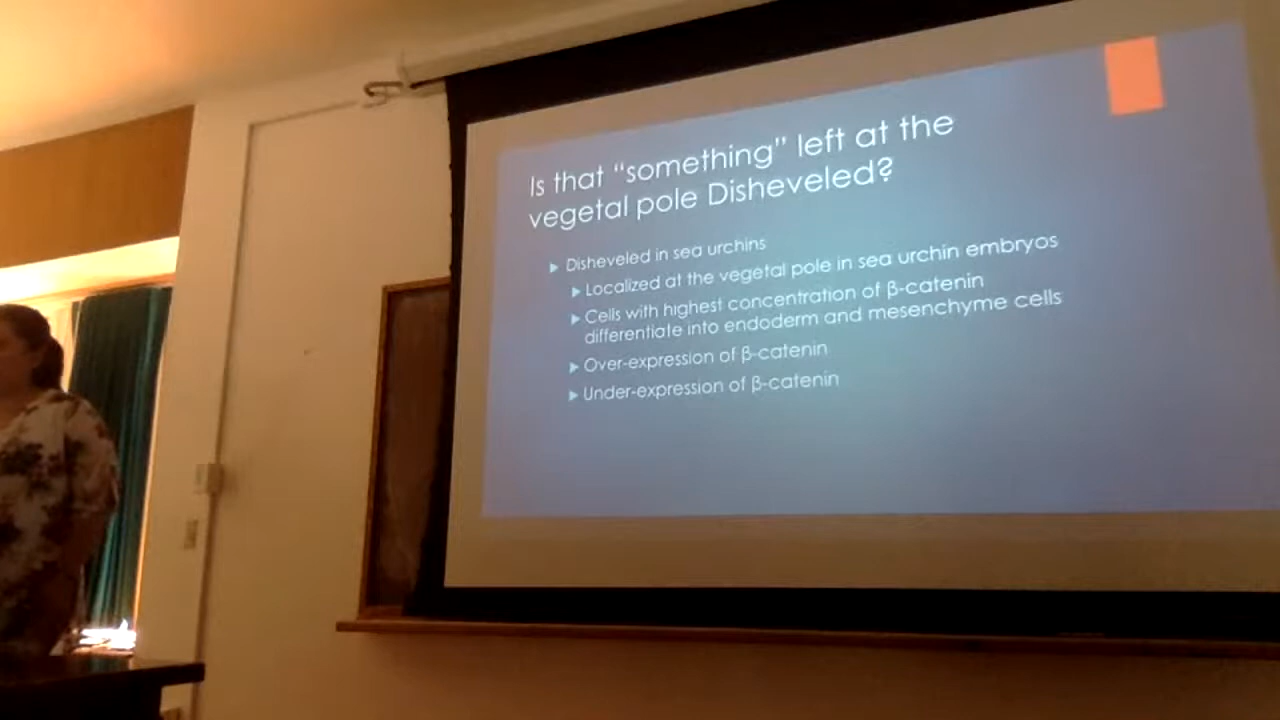 Is that “something” left at the
vegetal pole Disheveled?
Disheveled in sea urchins
Localized at the vegetal pole in sea urchin embryos
Cells with highest concentration of β-catenin
differentiate into endoderm and mesenchyme cells
Over-expression of β-catenin
Under-expression of β-catenin